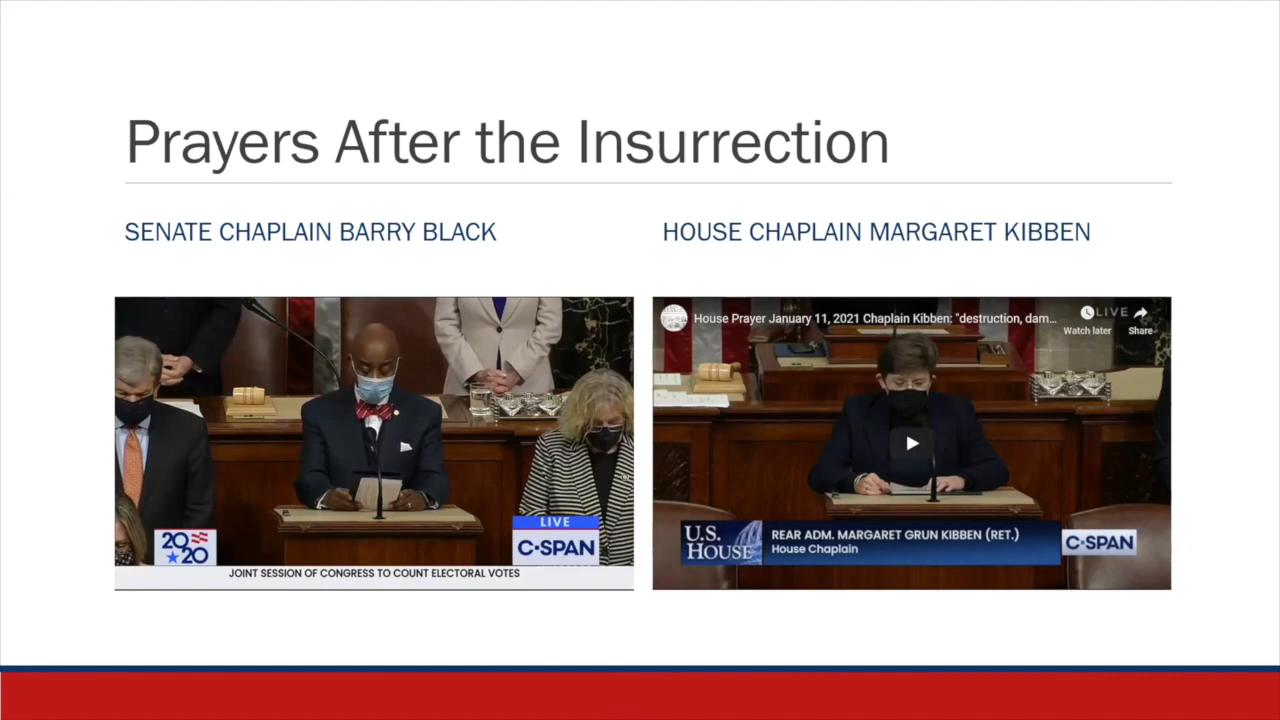 Prayers After the Insurrection
SENATE CHAPLAIN BARRY BLACK
HOUSE CHAPLAIN MARGARET KIBBEN
20
20
LIVE
C-SPAN
JOINT SESSION OF CONGRESS TO COUNT ELECTORAL VOTES
House Prayer January 11, 2021 Chaplain Kibben: "destruction, dam...
LIVE
Watch later
Share
U.S. HOUSE
REAR ADM. MARGARET GRUN KIBBEN (RET.)
House Chaplain
C-SPAN